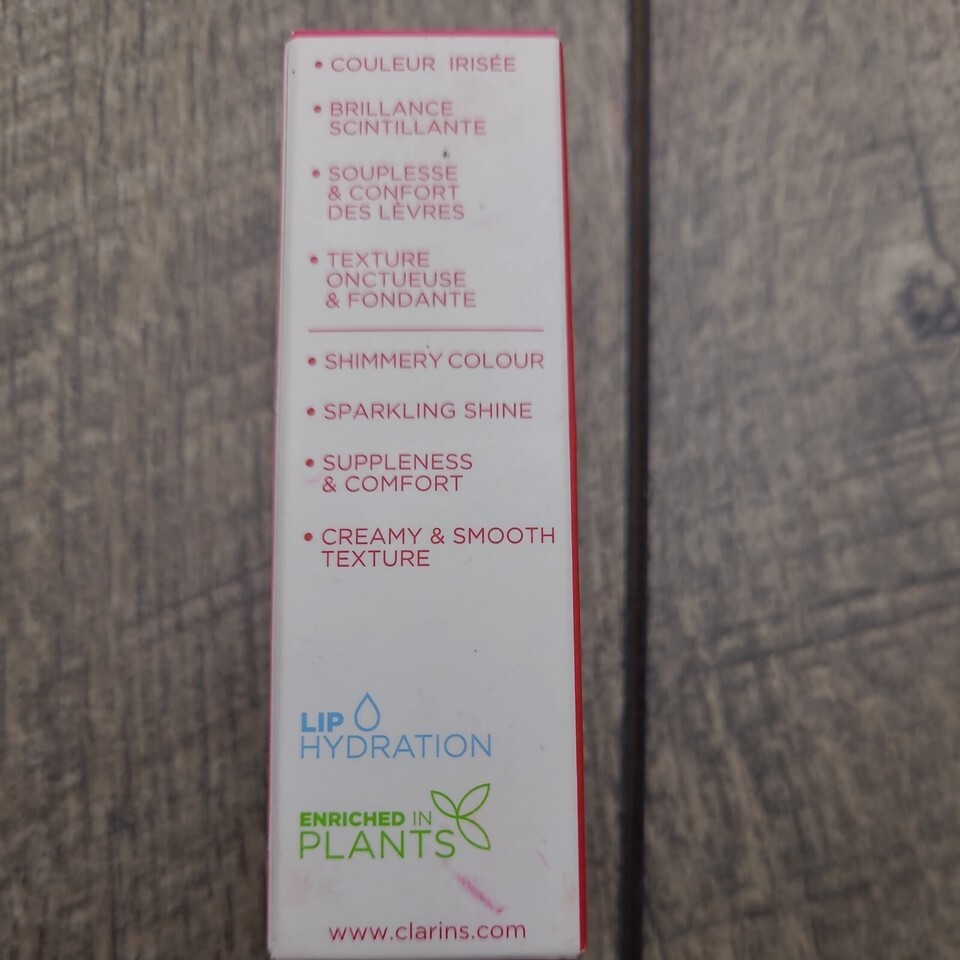 • COULEUR IRISÉE
• BRILLANCE
SCINTILLANTE
• SOUPLESSE
& CONFORT
DES LÈVRES
• TEXTURE
ONCTUEUSE
& FONDANTE
• SHIMMERY COLOUR
• SPARKLING SHINE
• SUPPLENESS
& COMFORT
• CREAMY & SMOOTH
TEXTURE
LIP
HYDRATION
ENRICHED IN
PLANTS
www.clarins.com